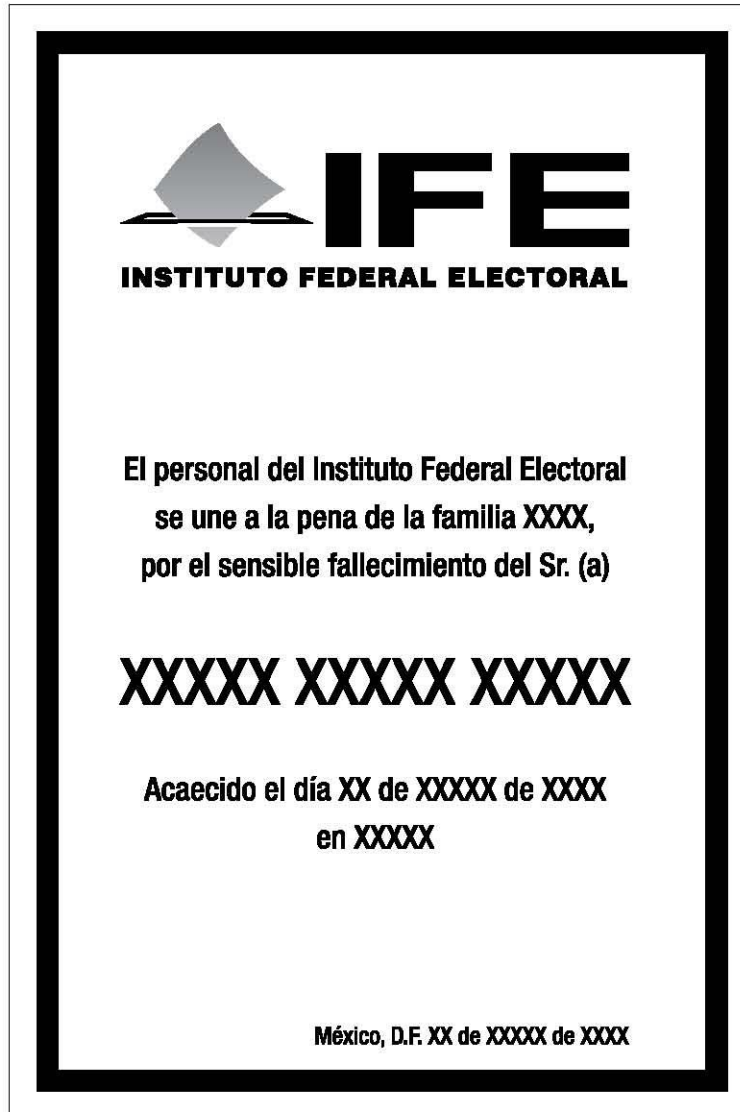 IFE
INSTITUTO FEDERAL ELECTORAL
El personal del Instituto Federal Electoral
se une a la pena de la familia XXXX,
por el sensible fallecimiento del Sr. (a)
XXXXX XXXXX XXXXX
Acaecido el día XX de XXXXX de XXXX
en XXXXX
México, D.F. XX de XXXXX de XXXX